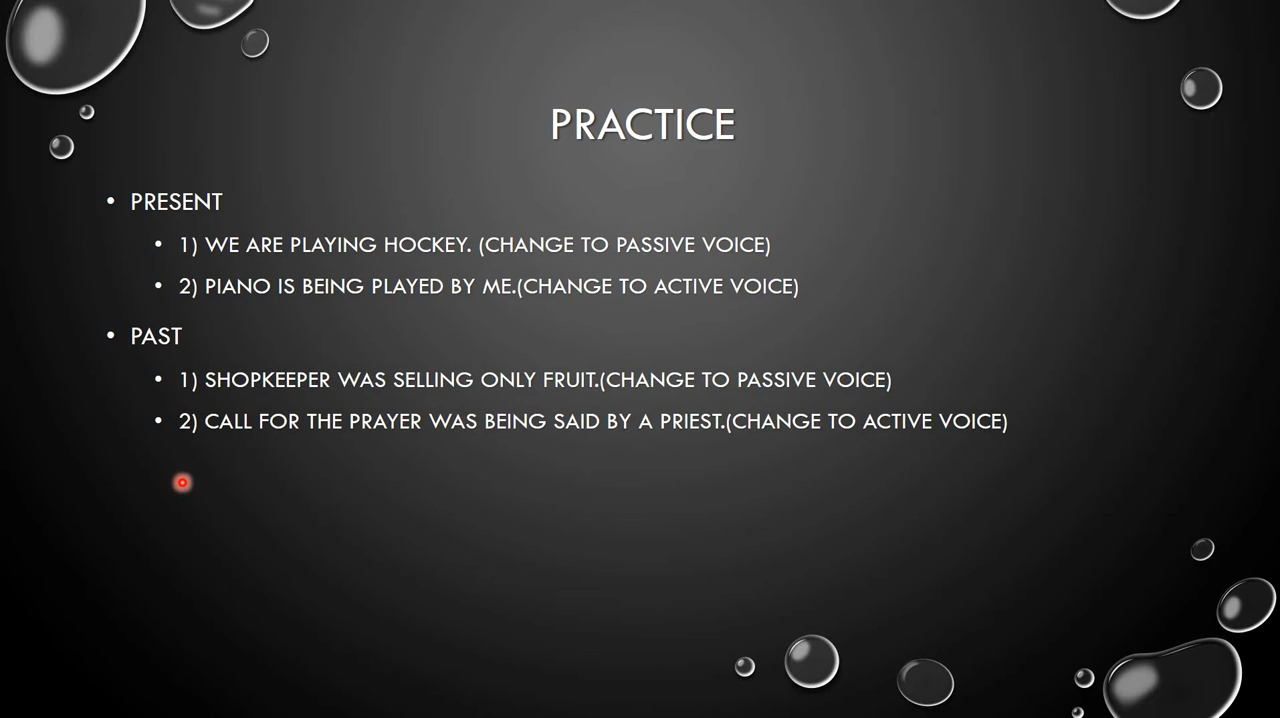 PRACTICE
• PRESENT
• 1) WE ARE PLAYING HOCKEY. (CHANGE TO PASSIVE VOICE)
• 2) PIANO IS BEING PLAYED BY ME.(CHANGE TO ACTIVE VOICE)
• PAST
• 1) SHOPKEEPER WAS SELLING ONLY FRUIT.(CHANGE TO PASSIVE VOICE)
• 2) CALL FOR THE PRAYER WAS BEING SAID BY A PRIEST.(CHANGE TO ACTIVE VOICE)